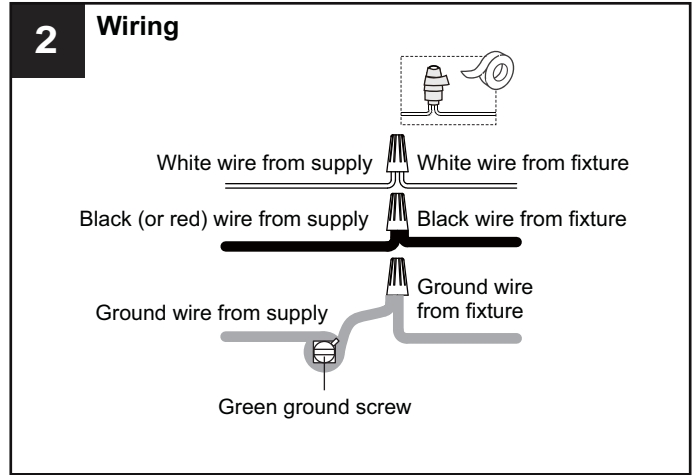 2
Wiring
White wire from supply
White wire from fixture
Black (or red) wire from supply
Black wire from fixture
Ground wire from supply
Ground wire
from fixture
Green ground screw